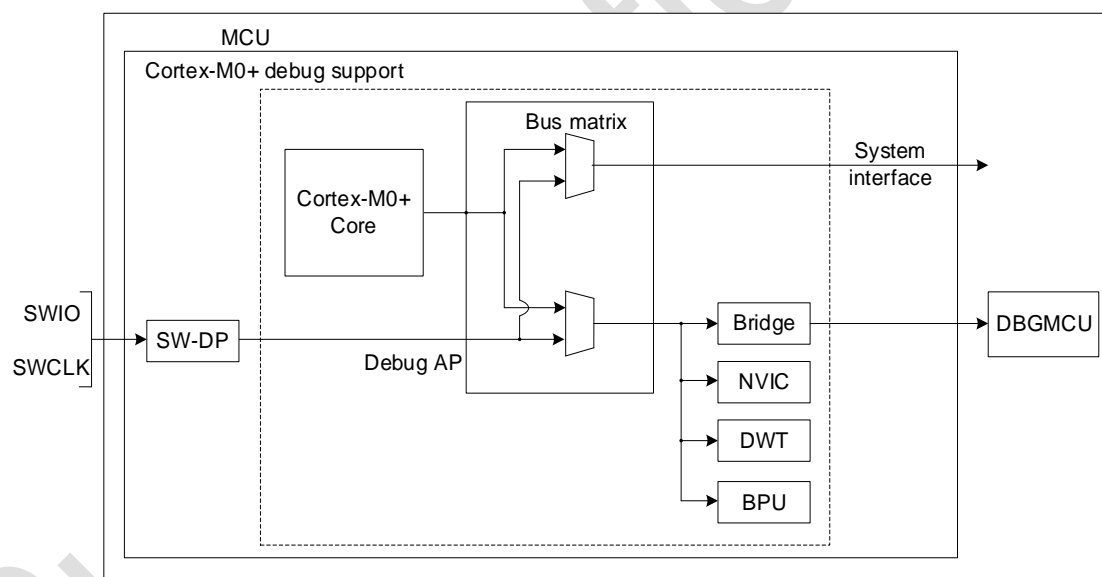 MCU
Cortex-M0+ debug support
Bus matrix
System
interface
Cortex-M0+
Core
SWIO
SWCLK
SW-DP
Debug AP
Bridge
DBGMCU
NVIC
DWT
BPU